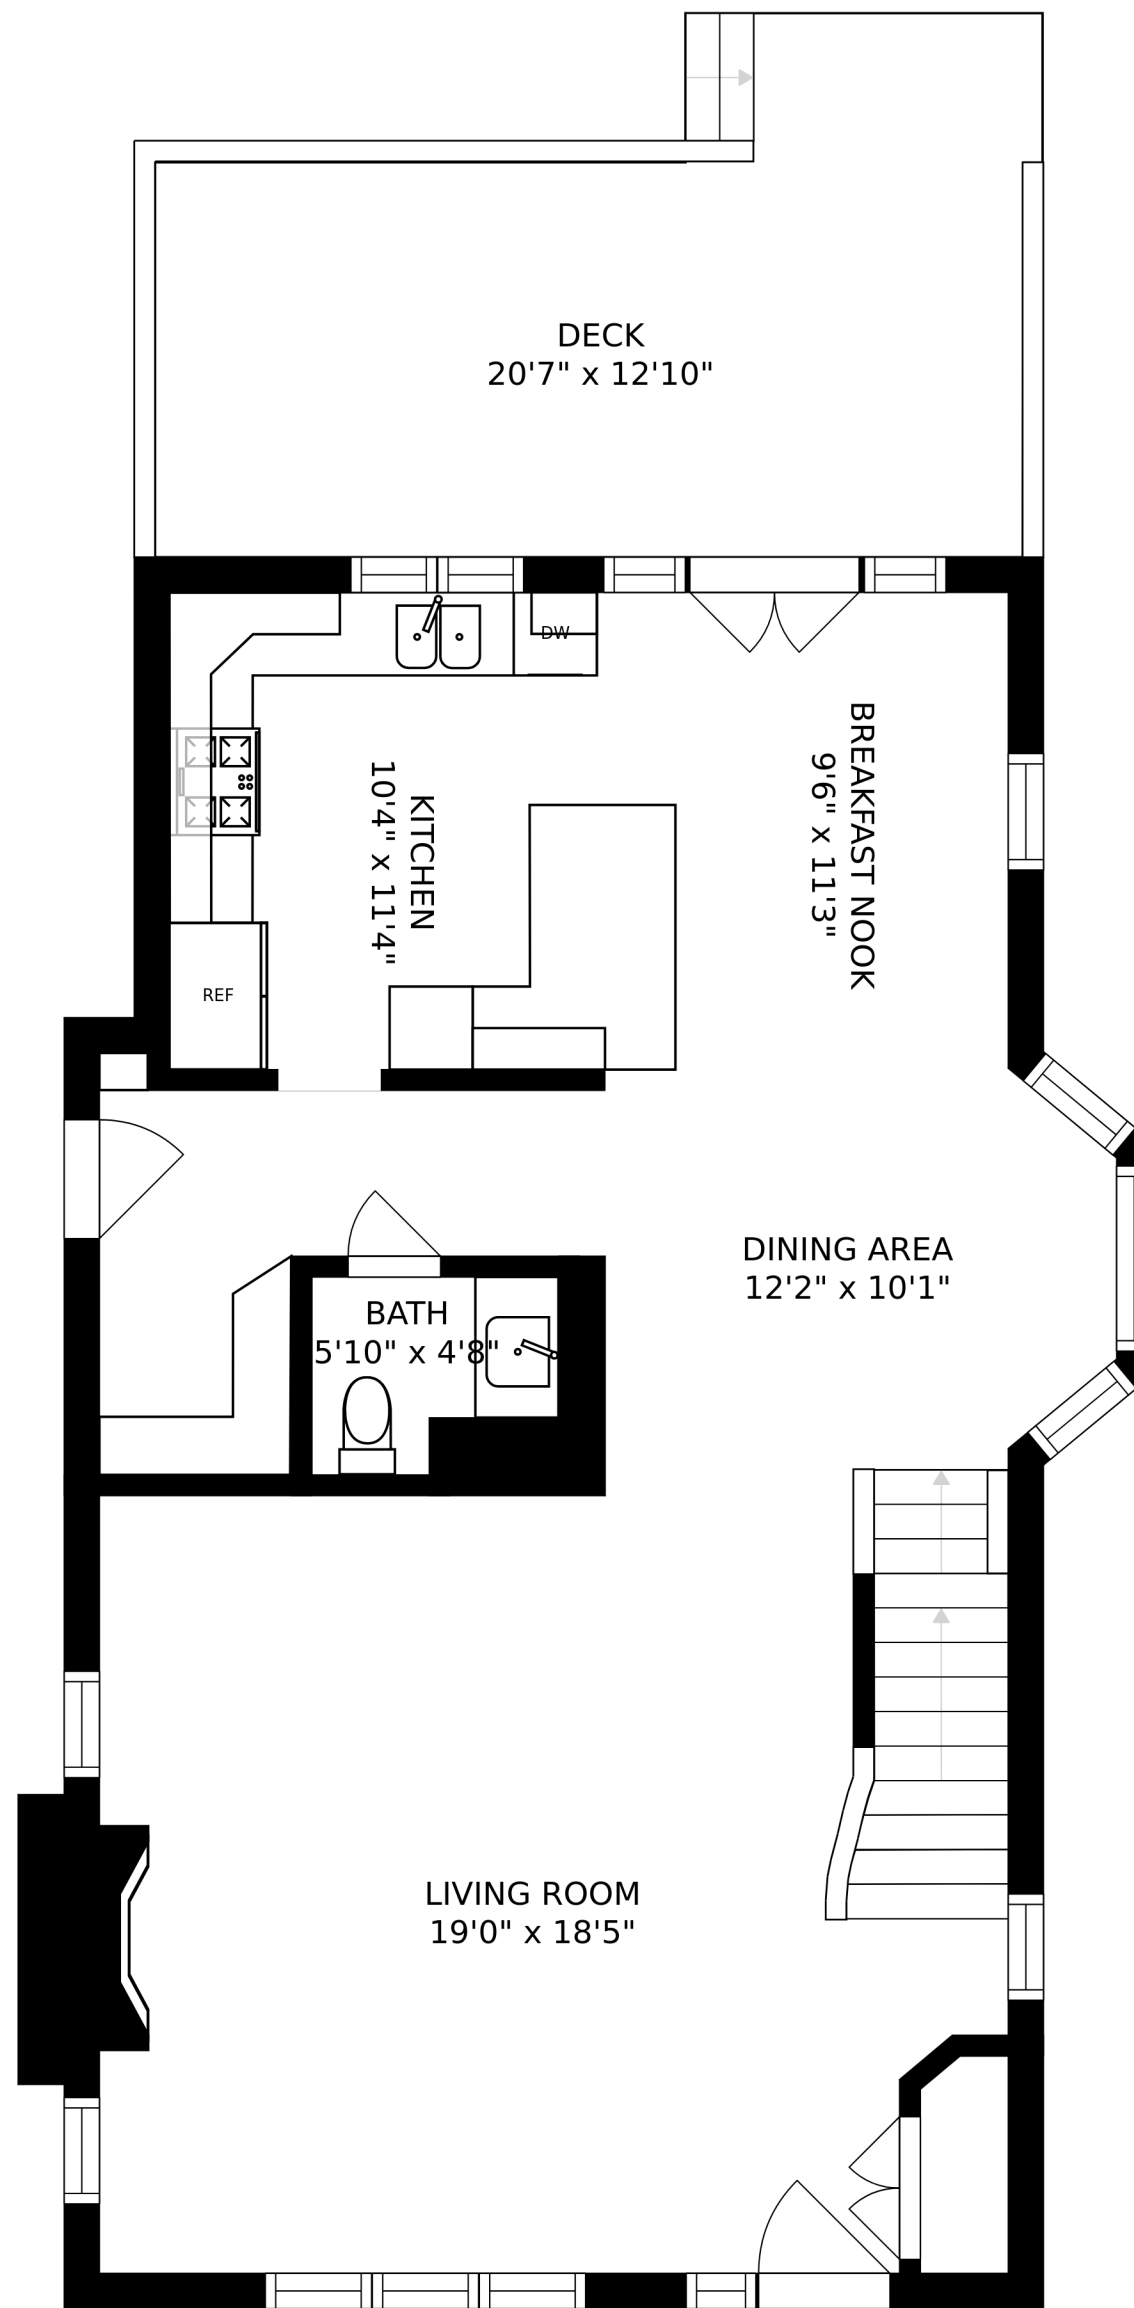 DECK
20'7" x 12'10"
DW
KITCHEN
10'4" x 11'4"
BREAKFAST NOOK
9'6" x 11'3"
REF
DINING AREA
12'2" x 10'1"
BATH
5'10" x 4'8"
LIVING ROOM
19'0" x 18'5"